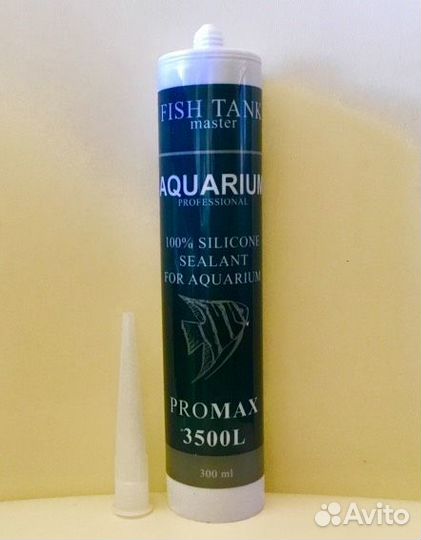 FISH TANK
master
AQUARIUM
PROFESSIONAL
100% SILICONE
SEALANT
FOR AQUARIUM
PROMAX
3500L
300 ml
Avito